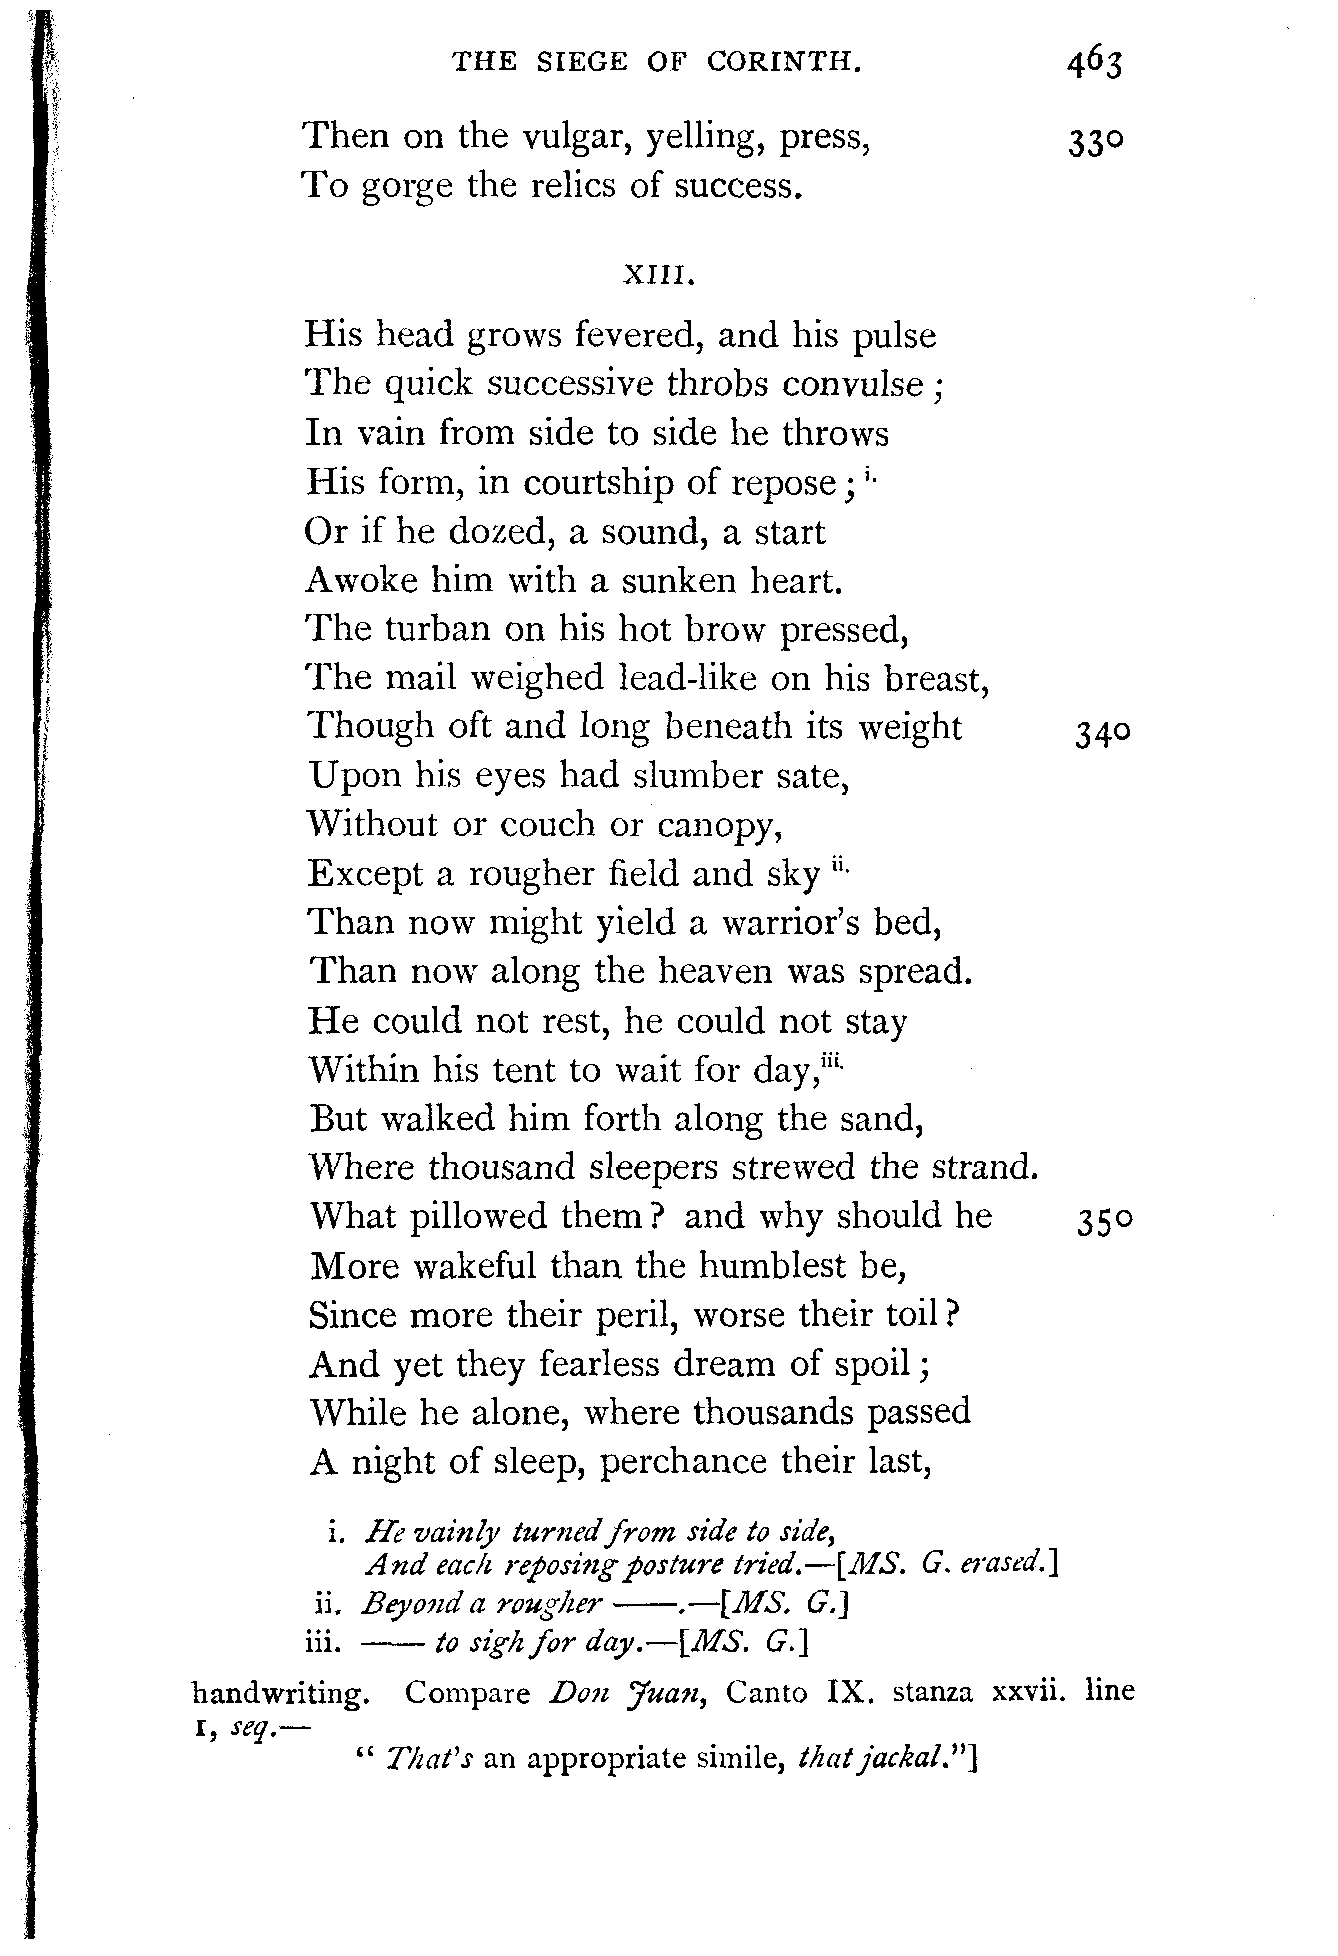 THE SIEGE OF CORINTH. 463
Then on the vulgar, yelling, press, 330
To gorge the relics of success.
XIII.
His head grows fevered, and his pulse
The quick successive throbs convulse;
In vain from side to side he throws
His form, in courtship of repose; i.
Or if he dozed, a sound, a start
Awoke him with a sunken heart.
The turban on his hot brow pressed,
The mail weighed lead-like on his breast,
Though oft and long beneath its weight 340
Upon his eyes had slumber sate,
Without or couch or canopy,
Except a rougher field and sky ii.
Than now might yield a warrior's bed,
Than now along the heaven was spread.
He could not rest, he could not stay
Within his tent to wait for day, iii.
But walked him forth along the sand,
Where thousand sleepers strewed the strand.
What pillowed them? and why should he 350
More wakeful than the humblest be,
Since more their peril, worse their toil?
And yet they fearless dream of spoil;
While he alone, where thousands passed
A night of sleep, perchance their last,
i. He vainly turned from side to side,
And each reposing posture tried.—[MS. G. erased.]
ii. Beyond a rougher ——.—[MS. G.]
iii. —— to sigh for day.—[MS. G.]
handwriting. Compare Don Juan, Canto IX. stanza xxvii. line
1, seq.—
"That's an appropriate simile, that jackal."]